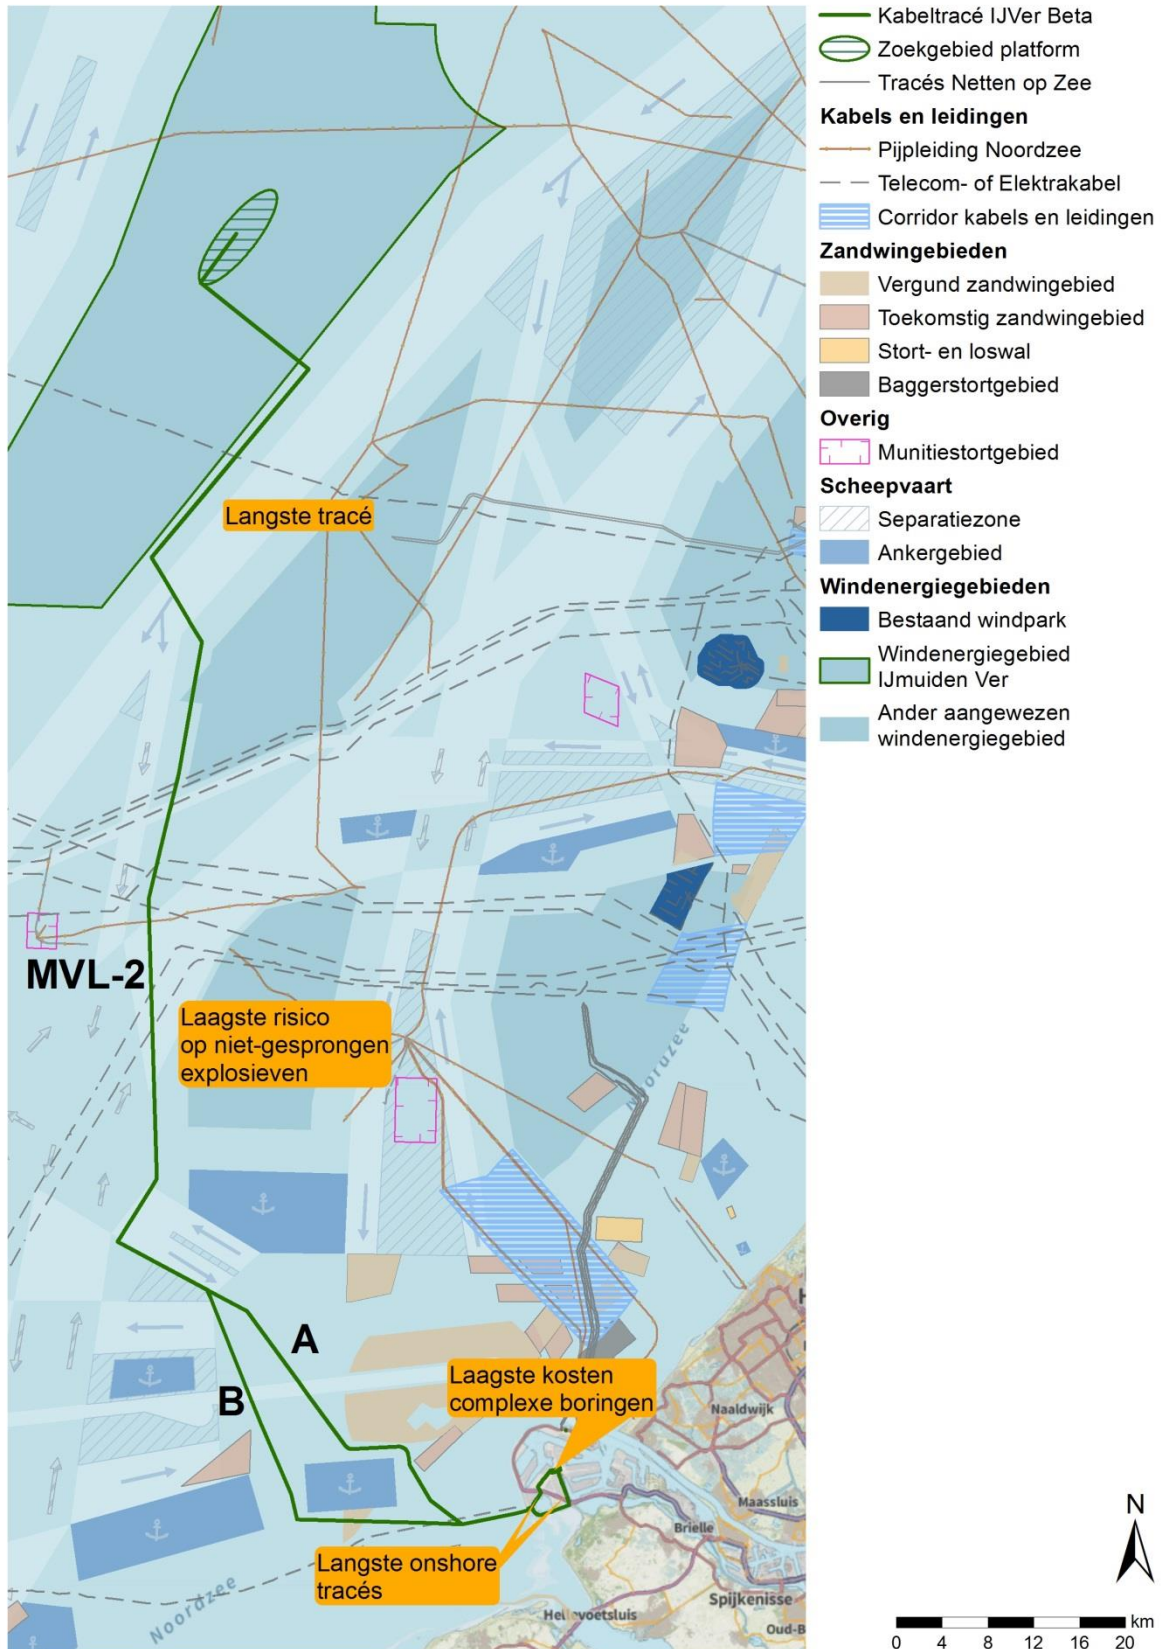 Kabeltracé IJVer Beta
Zoekgebied platform
Tracés Netten op Zee
Kabels en leidingen
Pijpleiding Noordzee
Telecom- of Elektrakabel
Corridor kabels en leidingen
Zandwingebieden
Vergund zandwingebied
Toekomstig zandwingebied
Stort- en loswal
Baggerstortgebied
Overig
Munitiestortgebied
Scheepvaart
Separatiezone
Ankergebied
Windenergiegebieden
Bestaand windpark
Windenergiegebied
IJmuiden Ver
Ander aangewezen
windenergiegebied
Langste tracé
MVL-2
Laagste risico
op niet-gesprongen
explosieven
Noordzee
A
B
Laagste kosten
complexe boringen
H
Naaldwijk
Maassluis
Brielle
Langste onshore
tracés
Noordzee
Spijkenisse
Oud-B
N
km
0 4 8 12 16 20